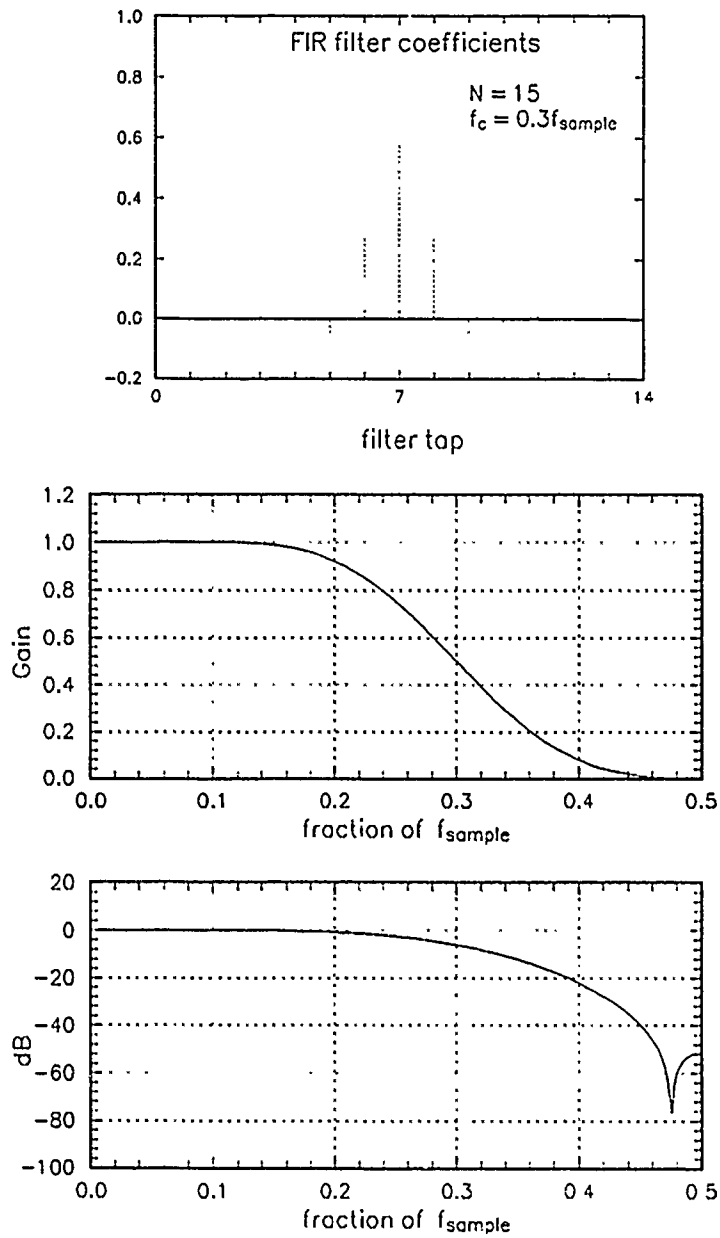 FIR filter coefficients
N = 15
f_c = 0.3f_sample
1.0
0.8
0.6
0.4
0.2
0.0
−0.2
0 7 14
filter tap
1.2
1.0
0.8
0.6
0.4
0.2
0.0
Gain
0.0 0.1 0.2 0.3 0.4 0.5
fraction of f_sample
20
0
−20
−40
−60
−80
−100
dB
0.0 0.1 0.2 0.3 0 4 0 5
fraction of f_sample